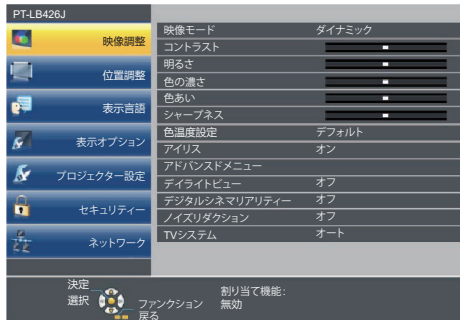 PT-LB426J
映像調整
位置調整
表示言語
表示オプション
プロジェクター設定
セキュリティー
ネットワーク
映像モード ダイナミック
コントラスト
明るさ
色の濃さ
色あい
シャープネス
色温度設定 デフォルト
アイリス オン
アドバンスドメニュー
デイライトビュー オフ
デジタルシネマリアリティー オフ
ノイズリダクション オフ
TVシステム オート
決定
選択
ファンクション
戻る
割り当て機能:
無効